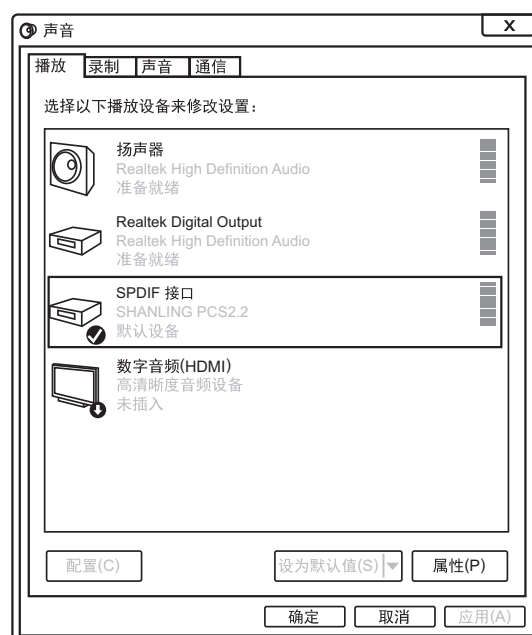 声音
X
播放 录制 声音 通信
选择以下播放设备来修改设置：
扬声器
Realtek High Definition Audio
准备就绪
Realtek Digital Output
Realtek High Definition Audio
准备就绪
SPDIF 接口
SHANLING PCS2.2
默认设备
数字音频(HDMI)
高清晰度音频设备
未插入
配置(C) 设为默认值(S) 属性(P)
确定 取消 应用(A)